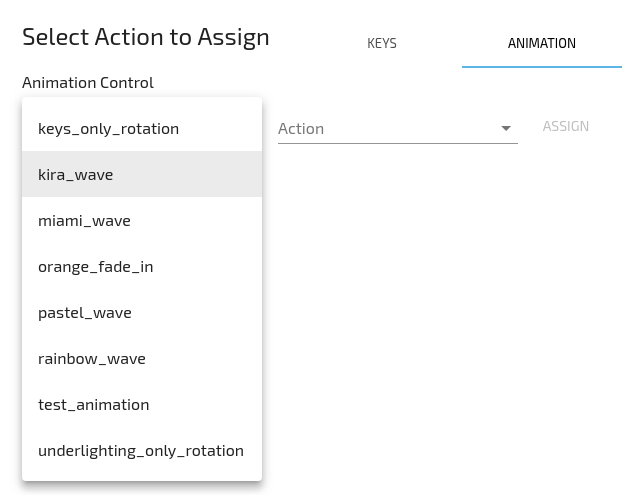 Select Action to Assign
KEYS
ANIMATION
Animation Control
keys_only_rotation
Action
ASSIGN
kira_wave
miami_wave
orange_fade_in
pastel_wave
rainbow_wave
test_animation
underlighting_only_rotation